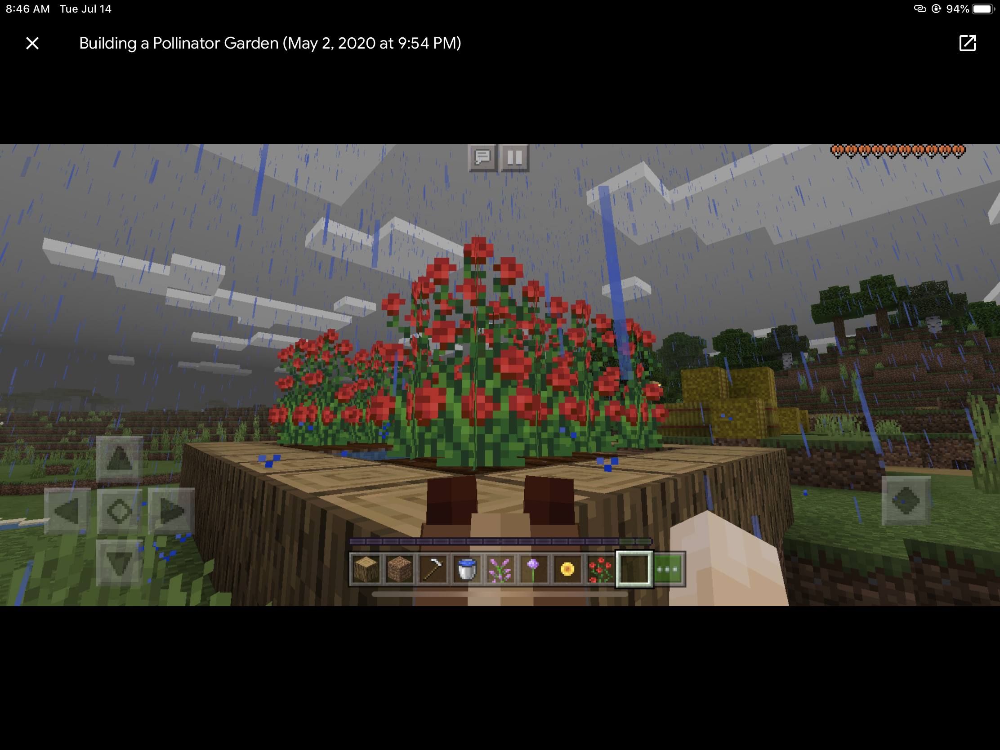 8:46 AM Tue Jul 14
94%
Building a Pollinator Garden (May 2, 2020 at 9:54 PM)